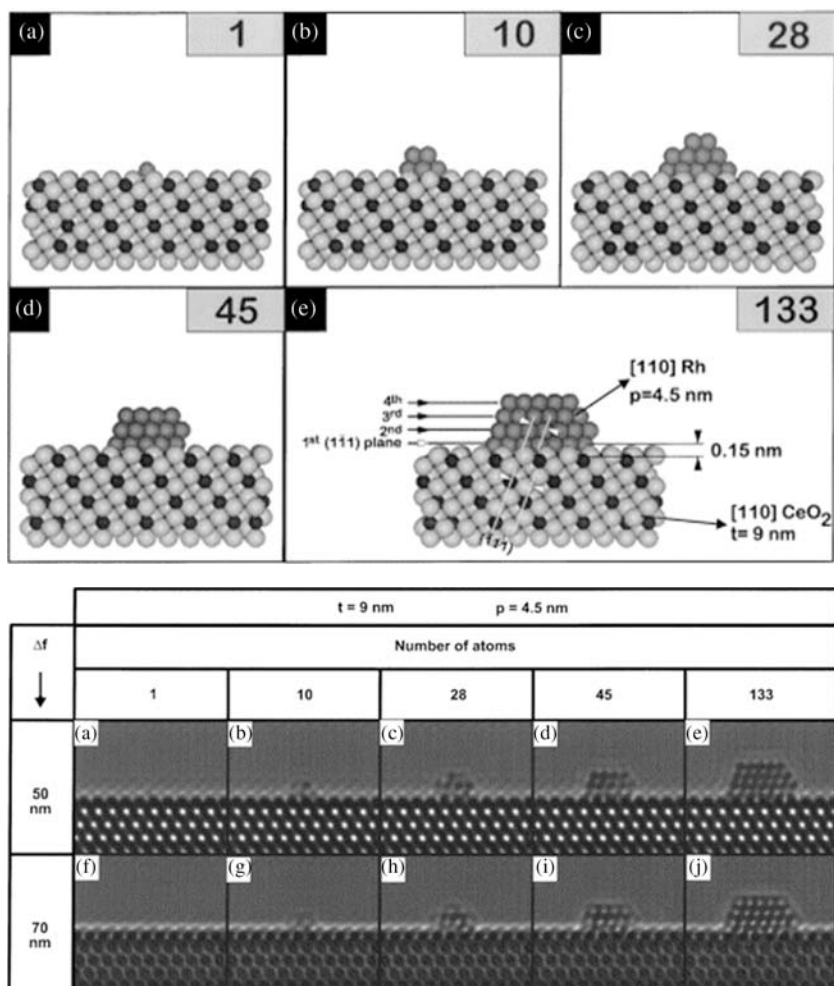 (a) 1
(b) 10
(c) 28
(d) 45
(e) 133
[110] Rh
p=4.5 nm
4th
3rd
2nd
1st (1̄11) plane
0.15 nm
[110] CeO2
t= 9 nm
t = 9 nm p = 4.5 nm
Δf Number of atoms
1 10 28 45 133
(a) (b) (c) (d) (e)
50
nm
(f) (g) (h) (i) (j)
70
nm